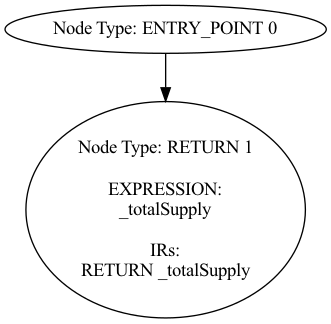 Node Type: ENTRY_POINT 0
Node Type: RETURN 1
EXPRESSION:
_totalSupply
IRs:
RETURN _totalSupply